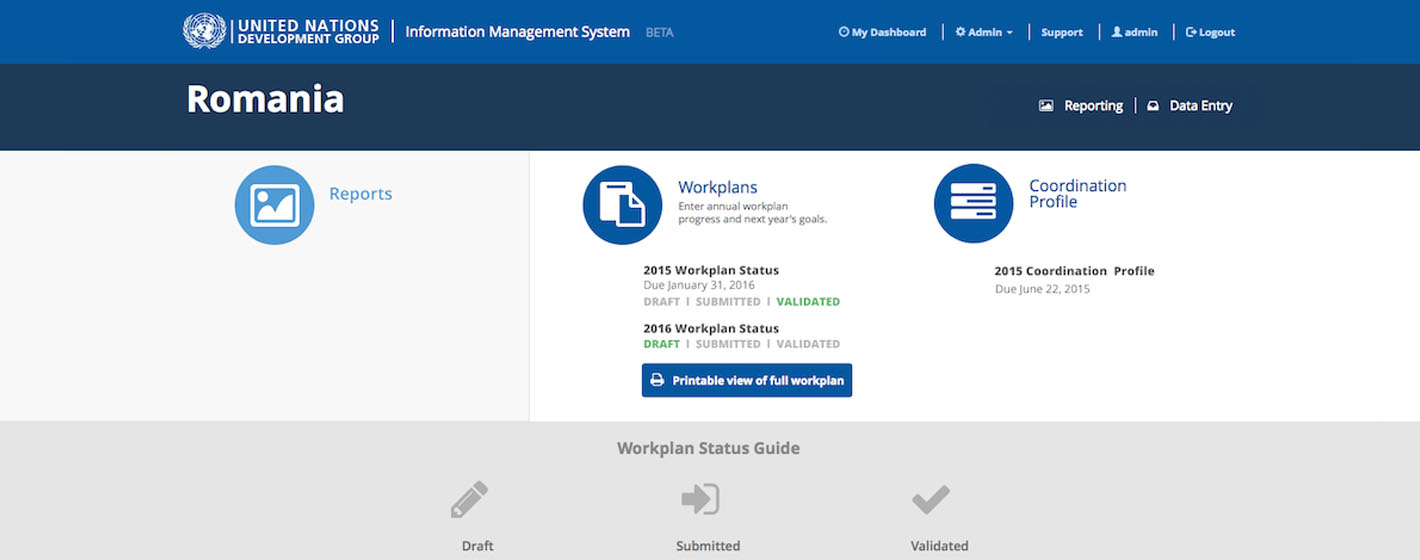 UNITED NATIONS
DEVELOPMENT GROUP
Information Management System BETA
My Dashboard
Admin
Support
admin
Logout
Romania
Reporting
Data Entry
Reports
Workplans
Enter annual workplan
progress and next year's goals.
2015 Workplan Status
Due January 31, 2016
DRAFT | SUBMITTED | VALIDATED
2016 Workplan Status
DRAFT | SUBMITTED | VALIDATED
Printable view of full workplan
Coordination
Profile
2015 Coordination Profile
Due June 22, 2015
Workplan Status Guide
Draft
Submitted
Validated